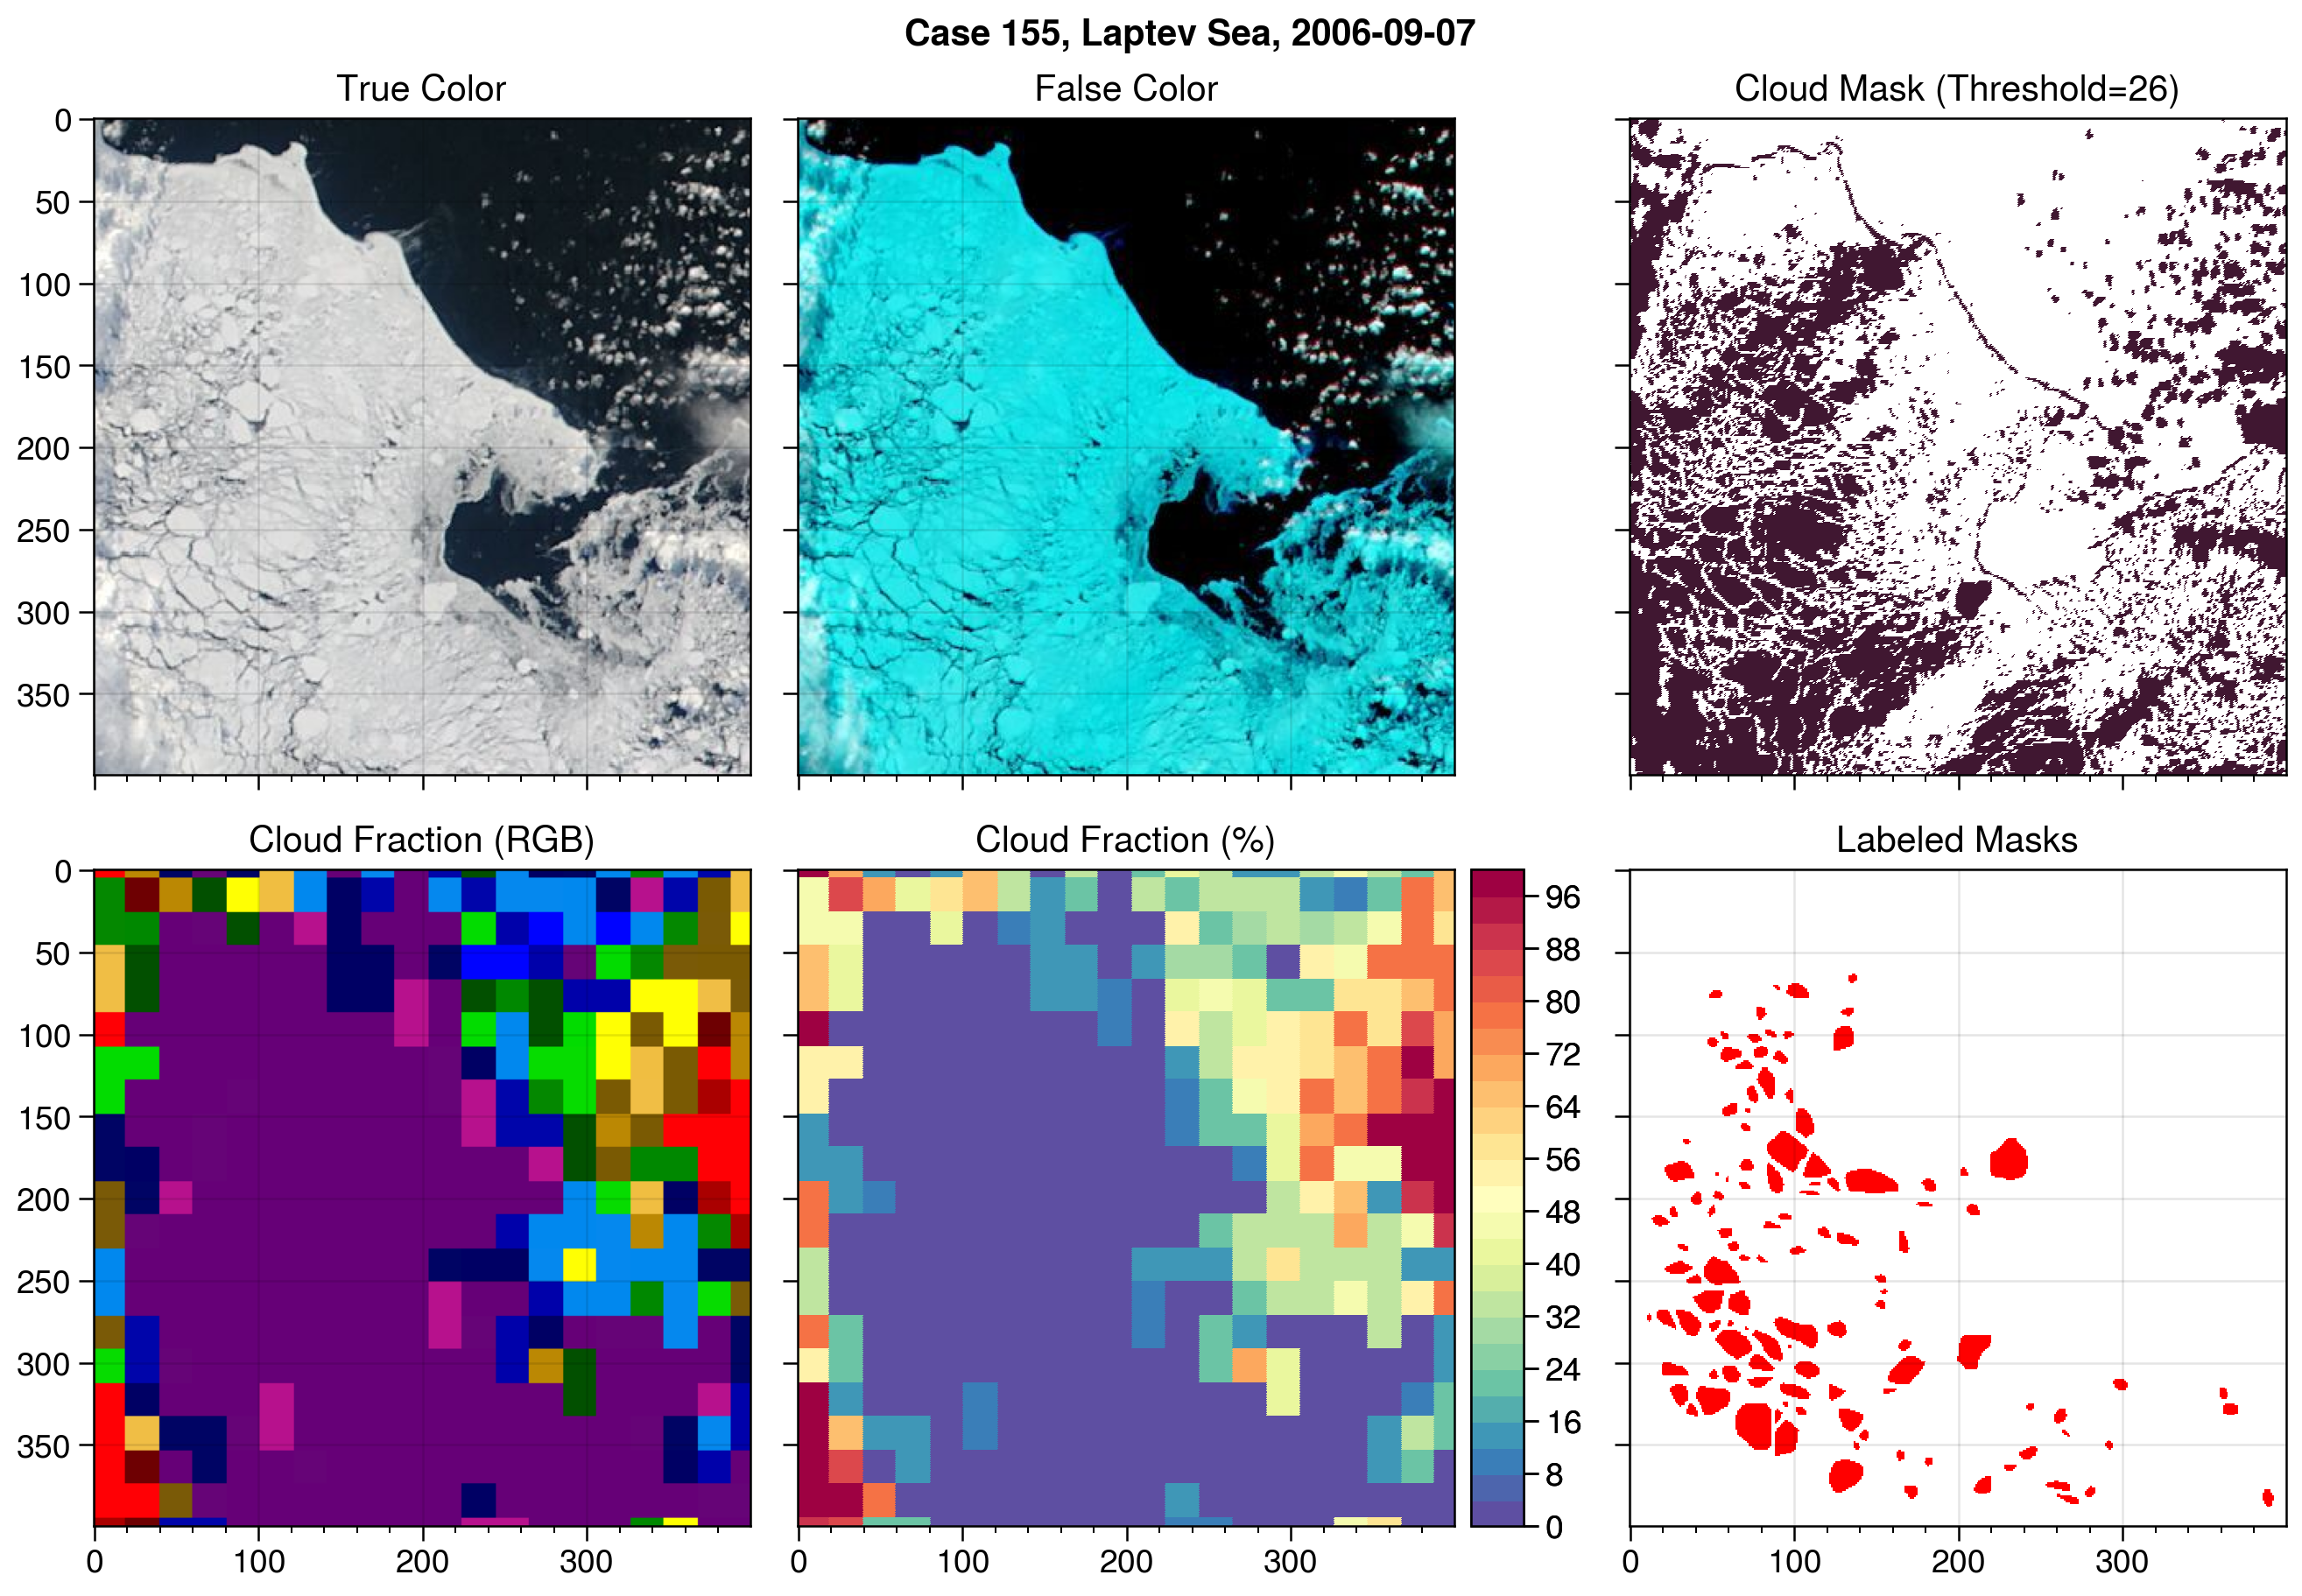 Case 155, Laptev Sea, 2006-09-07
True Color
False Color
Cloud Mask (Threshold=26)
0
50
100
150
200
250
300
350
Cloud Fraction (RGB)
Cloud Fraction (%)
Labeled Masks
0
50
100
150
200
250
300
350
96
88
80
72
64
56
48
40
32
24
16
8
0
0 100 200 300
0 100 200 300
0 100 200 300